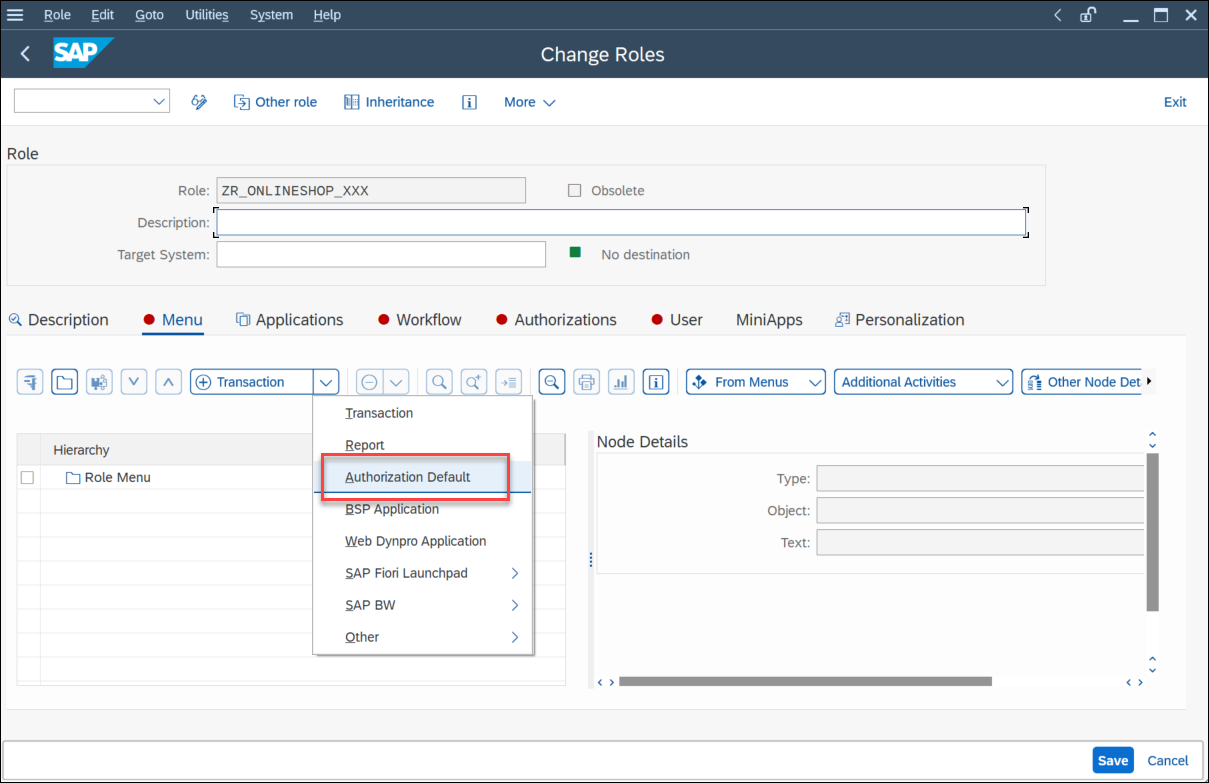 Role Edit Goto Utilities System Help
SAP Change Roles
Other role Inheritance More Exit
Role
Role: ZR_ONLINESHOP_XXX Obsolete
Description:
Target System: No destination
Description Menu Applications Workflow Authorizations User MiniApps Personalization
Transaction From Menus Additional Activities Other Node Det
Transaction
Report
Authorization Default
BSP Application
Web Dynpro Application
SAP Fiori Launchpad
SAP BW
Other
Hierarchy
Role Menu
Node Details
Type:
Object:
Text:
Save Cancel